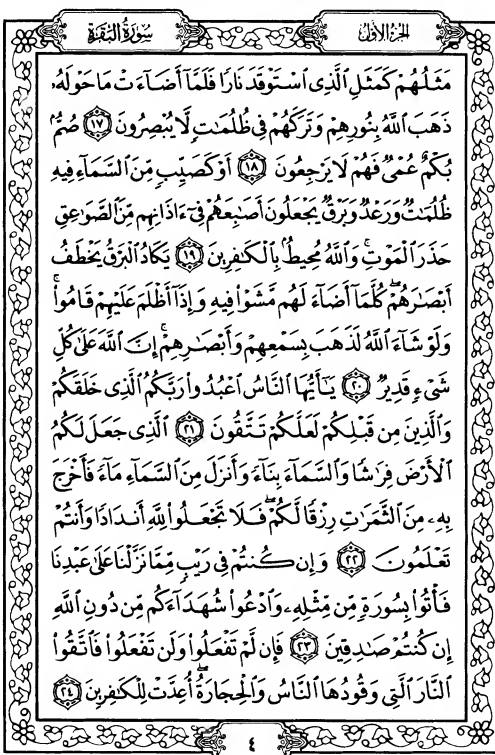 سُورَةُ البَقَرَةِ
الجُزءُ الأَوَّلُ
مَثَلُهُمْ كَمَثَلِ ٱلَّذِى ٱسْتَوْقَدَ نَارًا فَلَمَّآ أَضَآءَتْ مَا حَوْلَهُۥ
ذَهَبَ ٱللَّهُ بِنُورِهِمْ وَتَرَكَهُمْ فِى ظُلُمَٰتٍ لَّا يُبْصِرُونَ ١٧ صُمٌّۢ
بُكْمٌ عُمْىٌ فَهُمْ لَا يَرْجِعُونَ ١٨ أَوْ كَصَيِّبٍ مِّنَ ٱلسَّمَآءِ فِيهِ
ظُلُمَٰتٌ وَرَعْدٌ وَبَرْقٌ يَجْعَلُونَ أَصَٰبِعَهُمْ فِىٓ ءَاذَانِهِم مِّنَ ٱلصَّوَٰعِقِ
حَذَرَ ٱلْمَوْتِ ۚ وَٱللَّهُ مُحِيطٌۢ بِٱلْكَٰفِرِينَ ١٩ يَكَادُ ٱلْبَرْقُ يَخْطَفُ
أَبْصَٰرَهُمْ ۖ كُلَّمَآ أَضَآءَ لَهُم مَّشَوْا۟ فِيهِ وَإِذَآ أَظْلَمَ عَلَيْهِمْ قَامُوا۟ ۚ
وَلَوْ شَآءَ ٱللَّهُ لَذَهَبَ بِسَمْعِهِمْ وَأَبْصَٰرِهِمْ ۚ إِنَّ ٱللَّهَ عَلَىٰ كُلِّ
شَىْءٍ قَدِيرٌ ٢٠ يَٰٓأَيُّهَا ٱلنَّاسُ ٱعْبُدُوا۟ رَبَّكُمُ ٱلَّذِى خَلَقَكُمْ
وَٱلَّذِينَ مِن قَبْلِكُمْ لَعَلَّكُمْ تَتَّقُونَ ٢١ ٱلَّذِى جَعَلَ لَكُمُ
ٱلْأَرْضَ فِرَٰشًا وَٱلسَّمَآءَ بِنَآءً وَأَنزَلَ مِنَ ٱلسَّمَآءِ مَآءً فَأَخْرَجَ
بِهِۦ مِنَ ٱلثَّمَرَٰتِ رِزْقًا لَّكُمْ ۖ فَلَا تَجْعَلُوا۟ لِلَّهِ أَندَادًا وَأَنتُمْ
تَعْلَمُونَ ٢٢ وَإِن كُنتُمْ فِى رَيْبٍ مِّمَّا نَزَّلْنَا عَلَىٰ عَبْدِنَا
فَأْتُوا۟ بِسُورَةٍ مِّن مِّثْلِهِۦ وَٱدْعُوا۟ شُهَدَآءَكُم مِّن دُونِ ٱللَّهِ
إِن كُنتُمْ صَٰدِقِينَ ٢٣ فَإِن لَّمْ تَفْعَلُوا۟ وَلَن تَفْعَلُوا۟ فَٱتَّقُوا۟
ٱلنَّارَ ٱلَّتِى وَقُودُهَا ٱلنَّاسُ وَٱلْحِجَارَةُ ۖ أُعِدَّتْ لِلْكَٰفِرِينَ ٢٤
٤